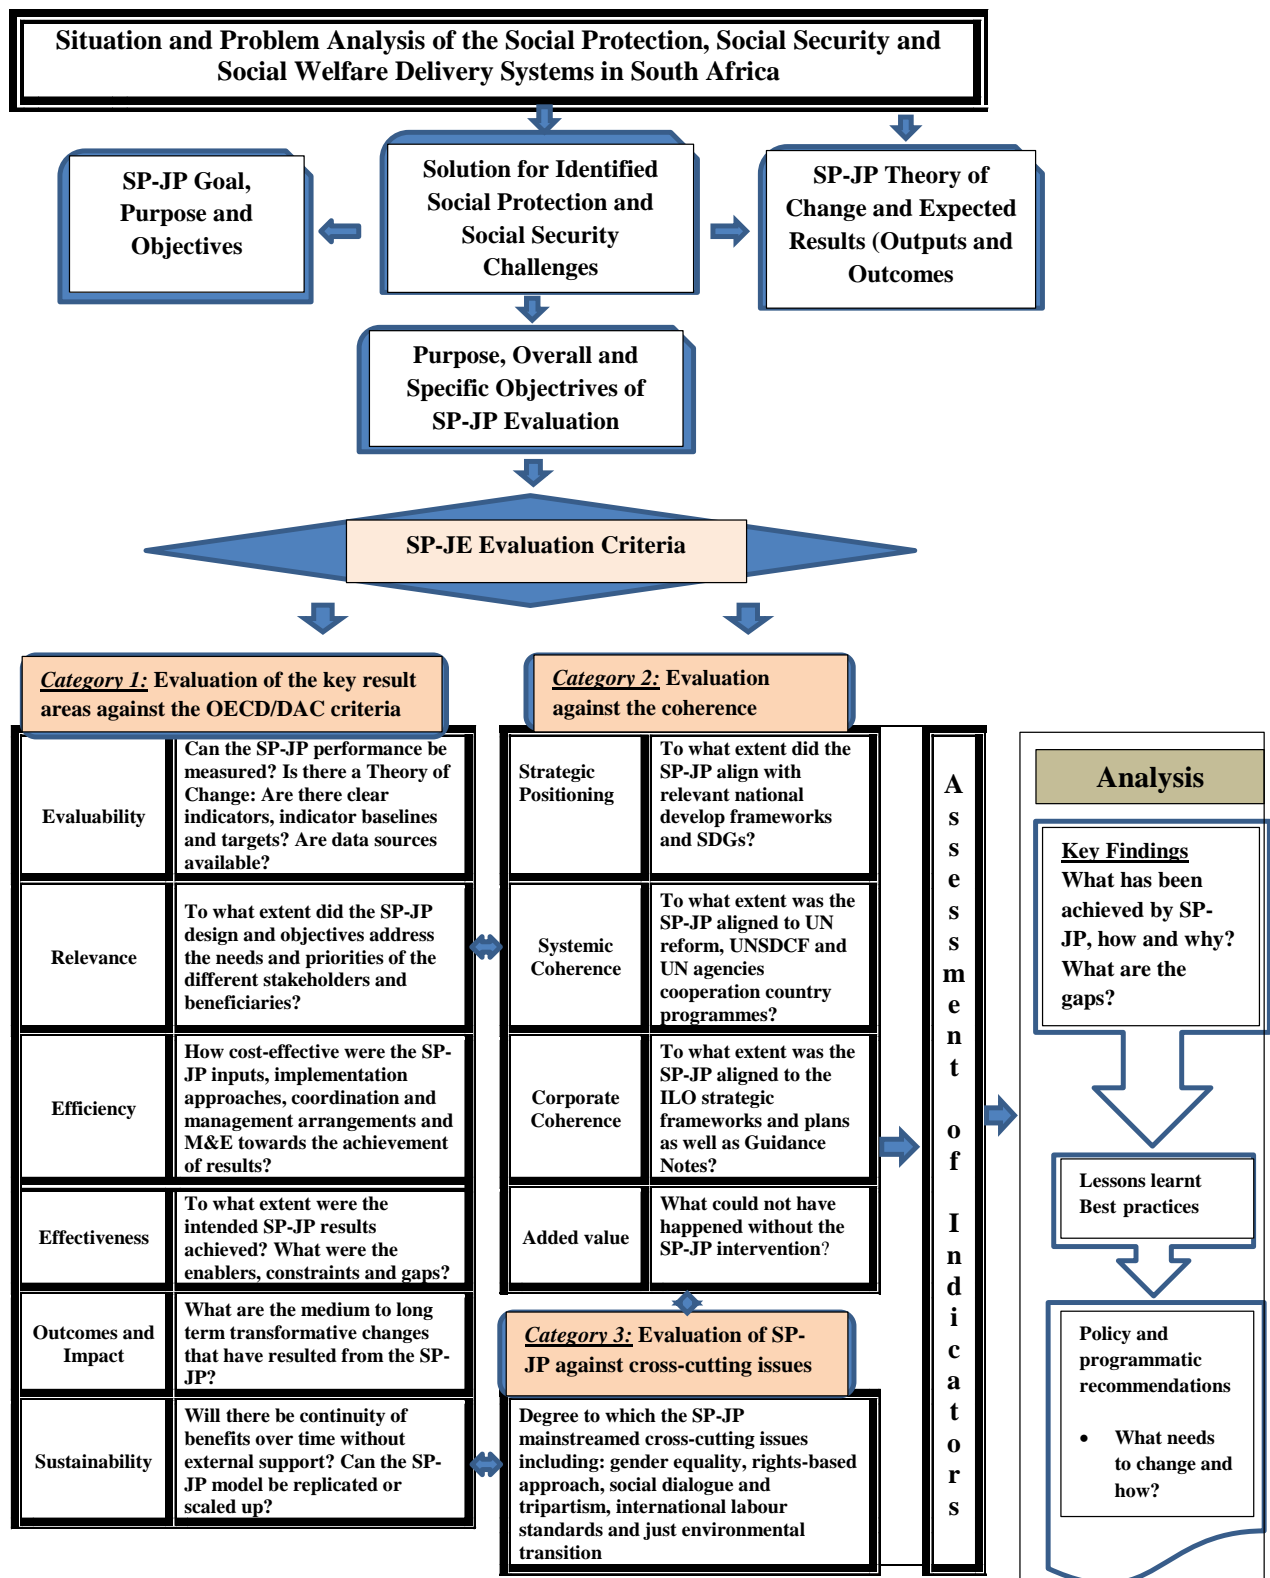 Situation and Problem Analysis of the Social Protection, Social Security and
Social Welfare Delivery Systems in South Africa
SP-JP Goal,
Purpose and
Objectives
Solution for Identified
Social Protection and
Social Security
Challenges
SP-JP Theory of
Change and Expected
Results (Outputs and
Outcomes
Purpose, Overall and
Specific Objectrives of
SP-JP Evaluation
SP-JE Evaluation Criteria
Category 1: Evaluation of the key result
areas against the OECD/DAC criteria
Evaluability
Can the SP-JP performance be
measured? Is there a Theory of
Change: Are there clear
indicators, indicator baselines
and targets? Are data sources
available?
Relevance
To what extent did the SP-JP
design and objectives address
the needs and priorities of the
different stakeholders and
beneficiaries?
Efficiency
How cost-effective were the SP-
JP inputs, implementation
approaches, coordination and
management arrangements and
M&E towards the achievement
of results?
Effectiveness
To what extent were the
intended SP-JP results
achieved? What were the
enablers, constraints and gaps?
Outcomes and
Impact
What are the medium to long
term transformative changes
that have resulted from the SP-
JP?
Sustainability
Will there be continuity of
benefits over time without
external support? Can the SP-
JP model be replicated or
scaled up?
Category 2: Evaluation
against the coherence
Strategic
Positioning
To what extent did the
SP-JP align with
relevant national
develop frameworks
and SDGs?
Systemic
Coherence
To what extent was the
SP-JP aligned to UN
reform, UNSDCF and
UN agencies
cooperation country
programmes?
Corporate
Coherence
To what extent was the
SP-JP aligned to the
ILO strategic
frameworks and plans
as well as Guidance
Notes?
Added value
What could not have
happened without the
SP-JP intervention?
Category 3: Evaluation of SP-
JP against cross-cutting issues
Degree to which the SP-JP
mainstreamed cross-cutting issues
including: gender equality, rights-based
approach, social dialogue and
tripartism, international labour
standards and just environmental
transition
Assessment of Indicators
Analysis
Key Findings
What has been
achieved by SP-
JP, how and why?
What are the
gaps?
Lessons learnt
Best practices
Policy and
programmatic
recommendations
• What needs
to change and
how?